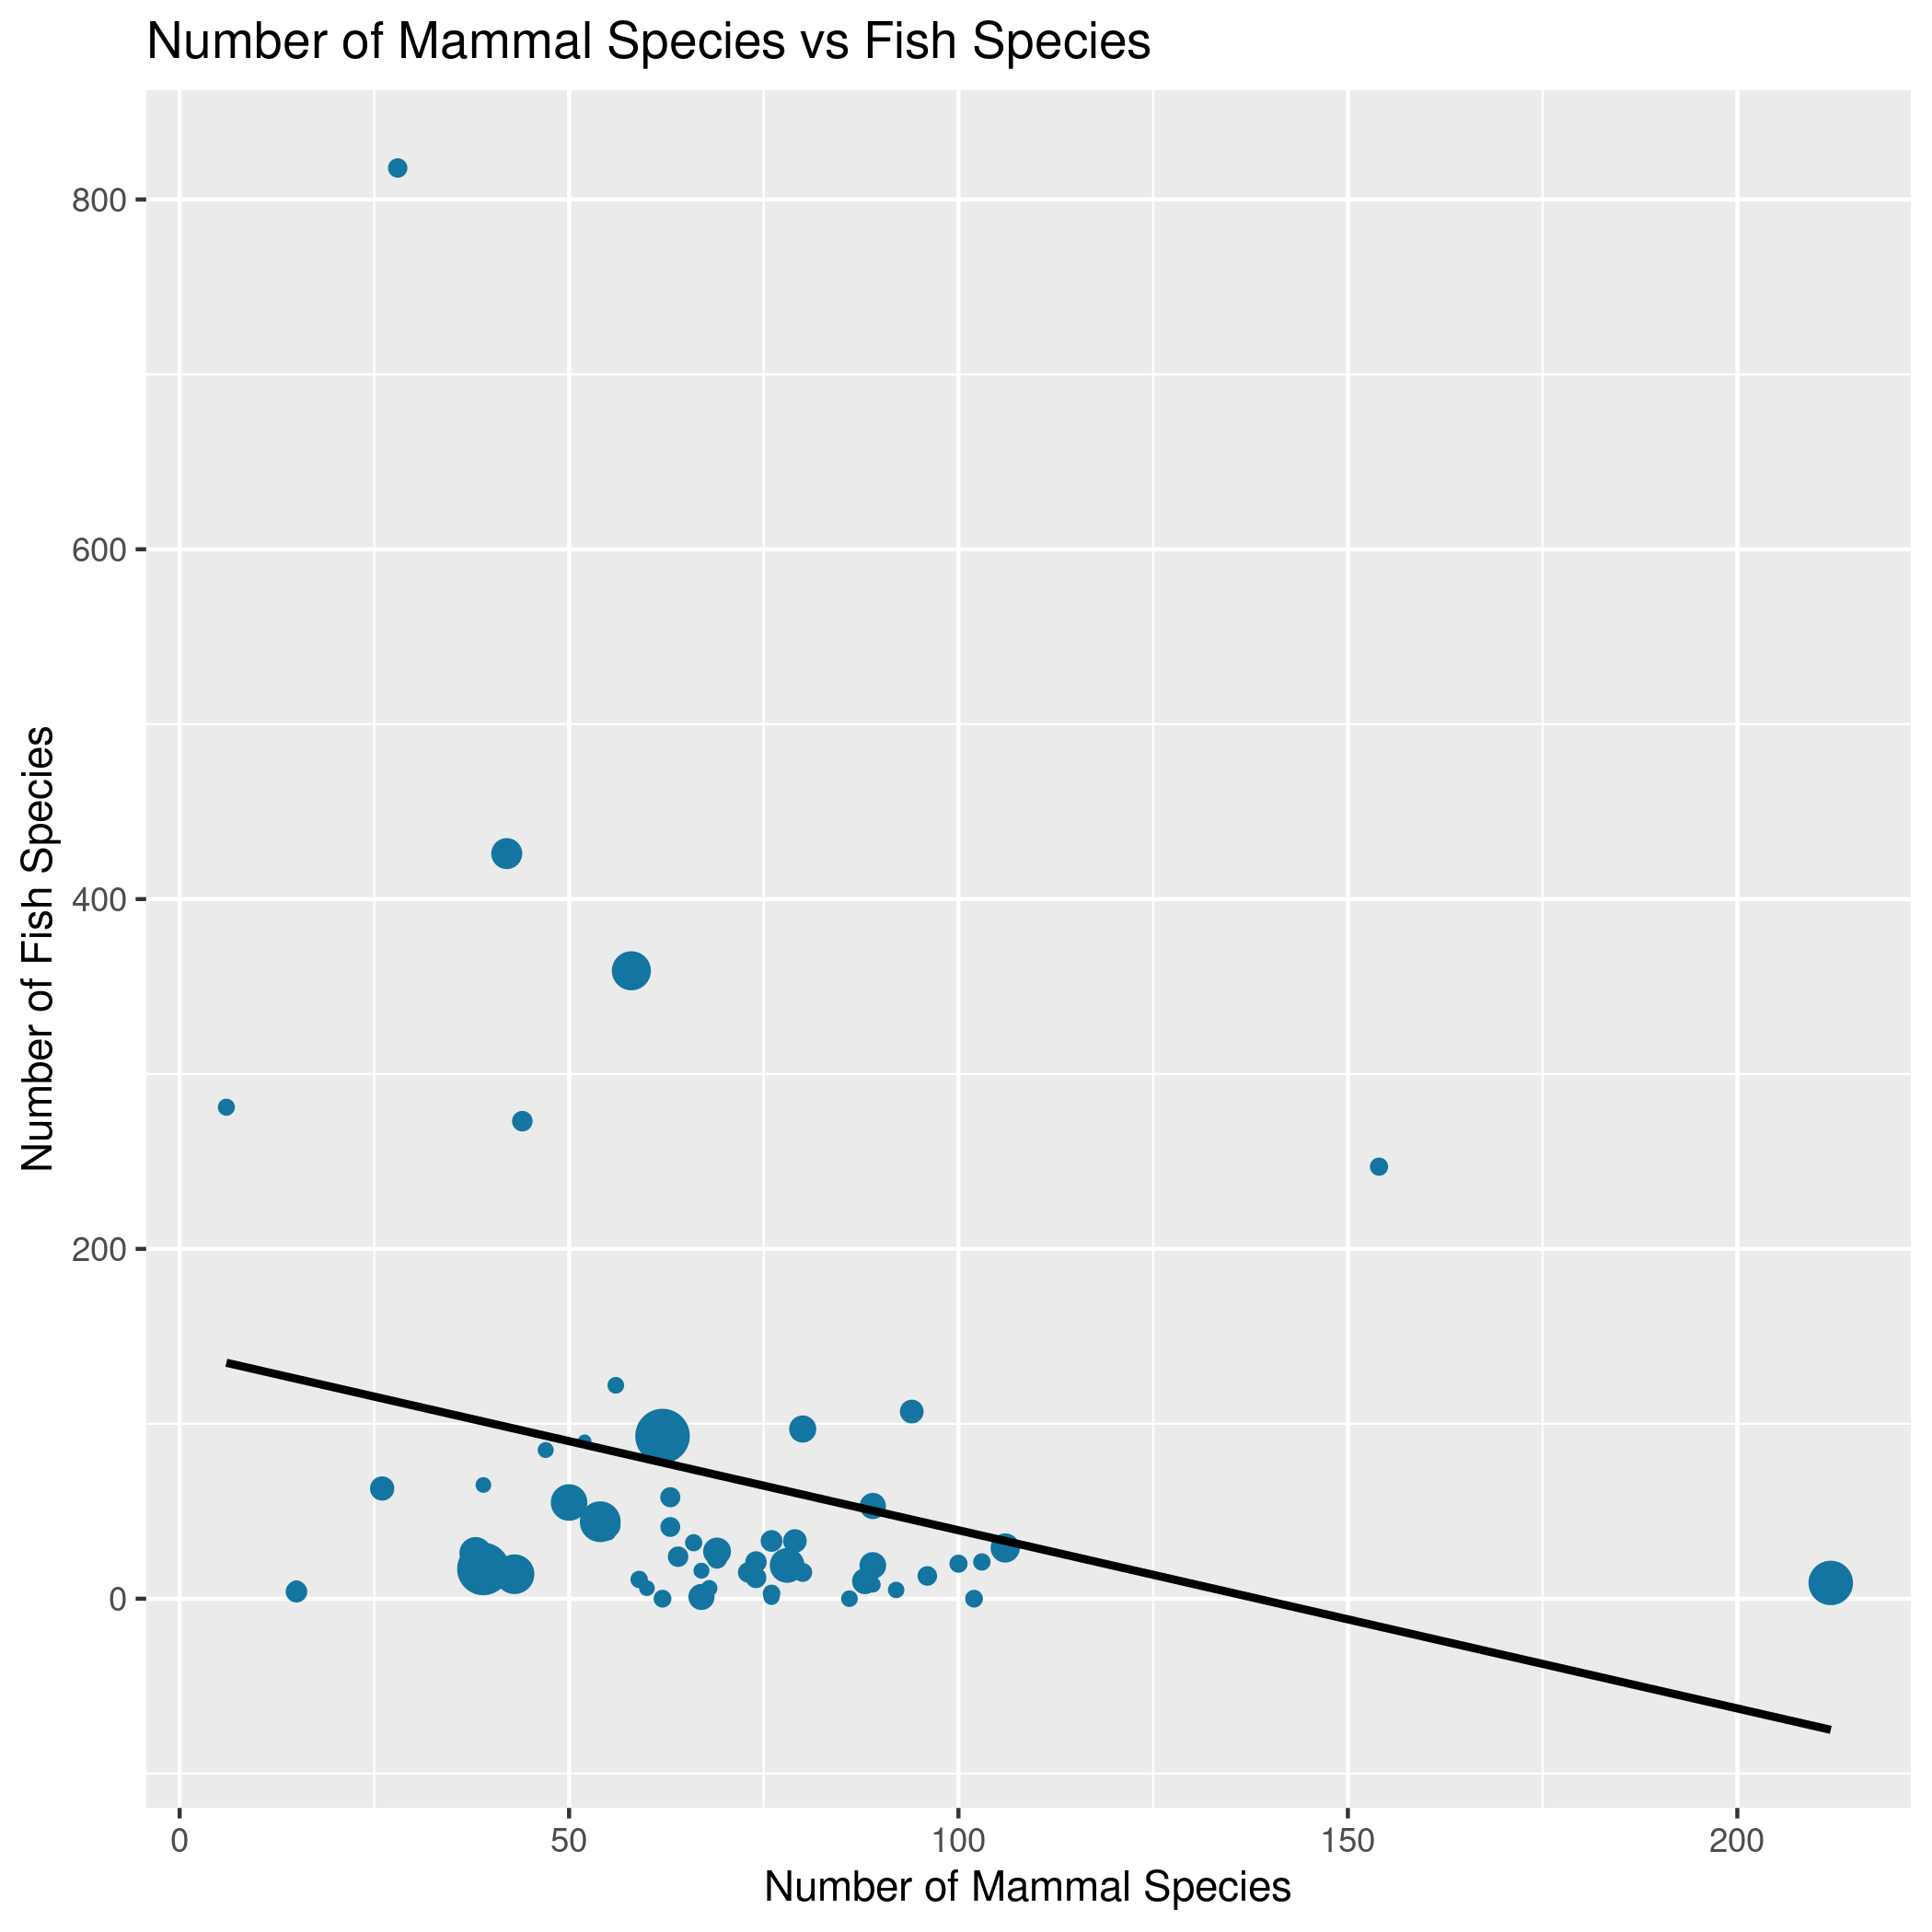 Number of Mammal Species vs Fish Species
800
600
400
200
0
Number of Fish Species
0 50 100 150 200
Number of Mammal Species